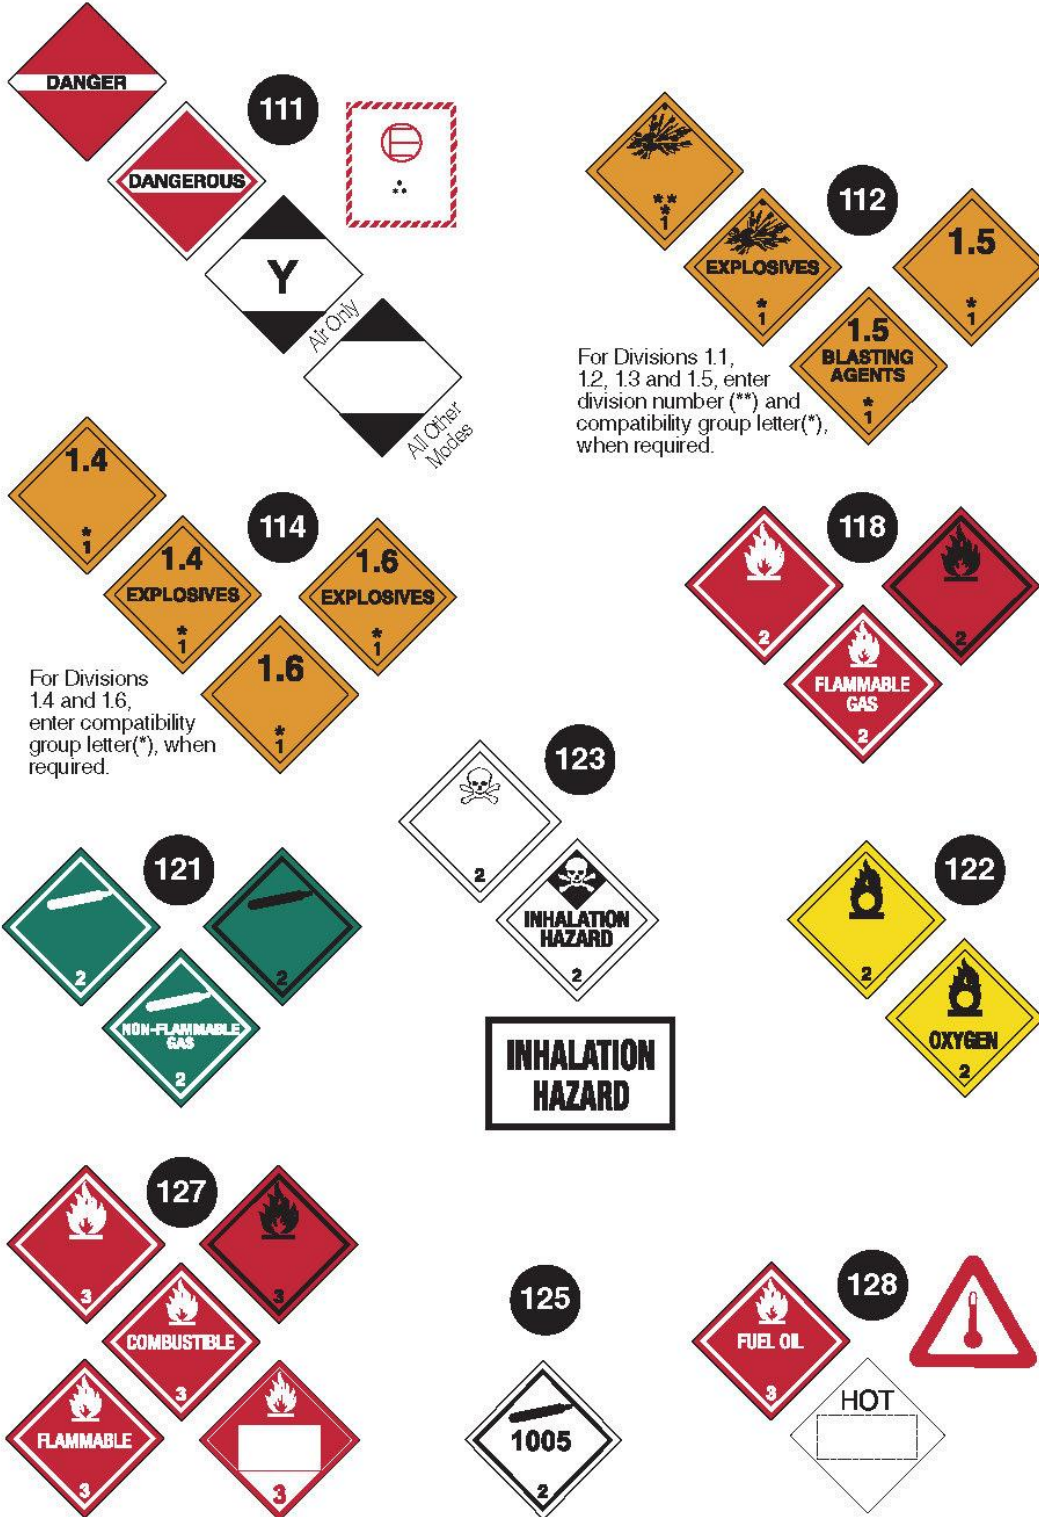 DANGER
111
E
DANGEROUS
Y
Air Only
All Other
Modes
112
**
*
1
EXPLOSIVES
*
1
1.5
*
1
1.5
BLASTING
AGENTS
*
1
For Divisions 1.1,
1.2, 1.3 and 1.5, enter
division number (**) and
compatibility group letter(*),
when required.
114
1.4
*
1
1.4
EXPLOSIVES
*
1
1.6
EXPLOSIVES
*
1
1.6
*
1
For Divisions
1.4 and 1.6,
enter compatibility
group letter(*), when
required.
118
2
2
FLAMMABLE
GAS
2
123
2
INHALATION
HAZARD
2
INHALATION
HAZARD
121
2
2
NON-FLAMMABLE
GAS
2
122
2
OXYGEN
2
127
3
3
COMBUSTIBLE
3
FLAMMABLE
3
3
125
1005
2
128
FUEL OIL
3
HOT